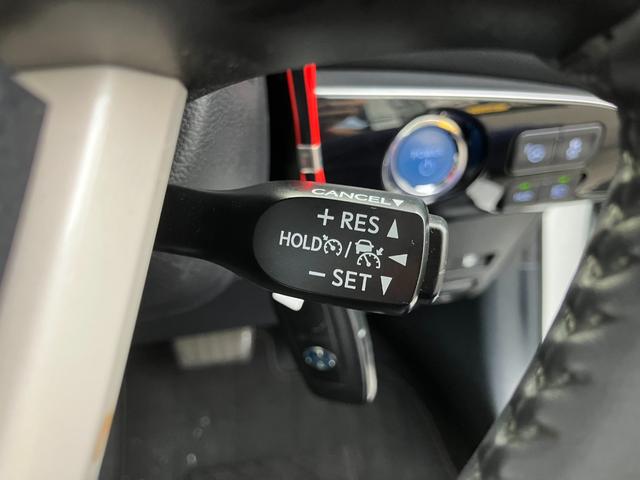 CANCEL▼
+ RES ▲
HOLD / ◀
− SET ▼